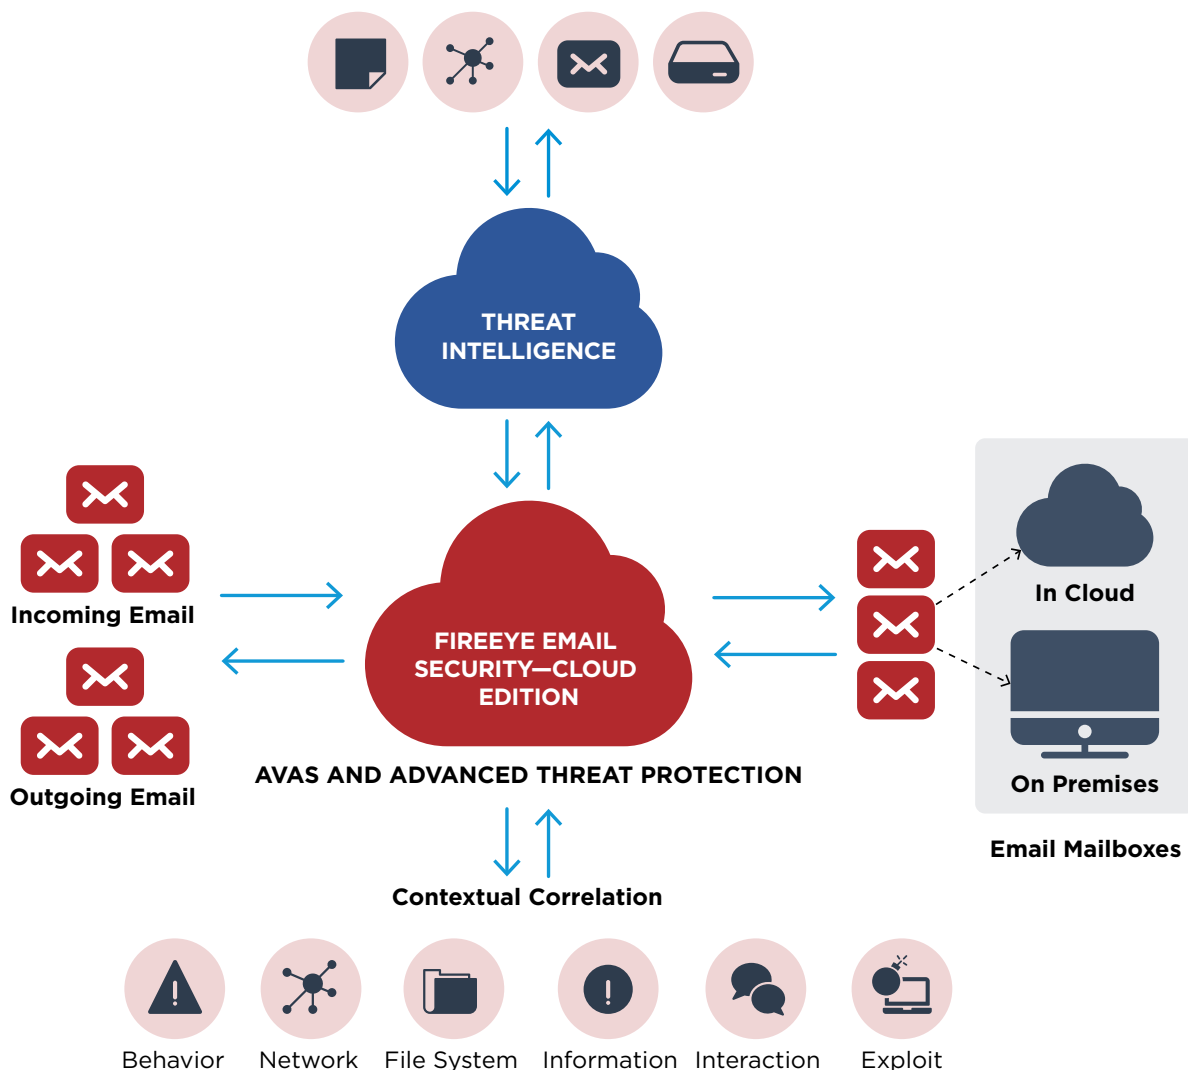 THREAT
INTELLIGENCE
Incoming Email
Outgoing Email
FIREEYE EMAIL
SECURITY—CLOUD
EDITION
AVAS AND ADVANCED THREAT PROTECTION
In Cloud
On Premises
Email Mailboxes
Contextual Correlation
Behavior Network File System Information Interaction Exploit